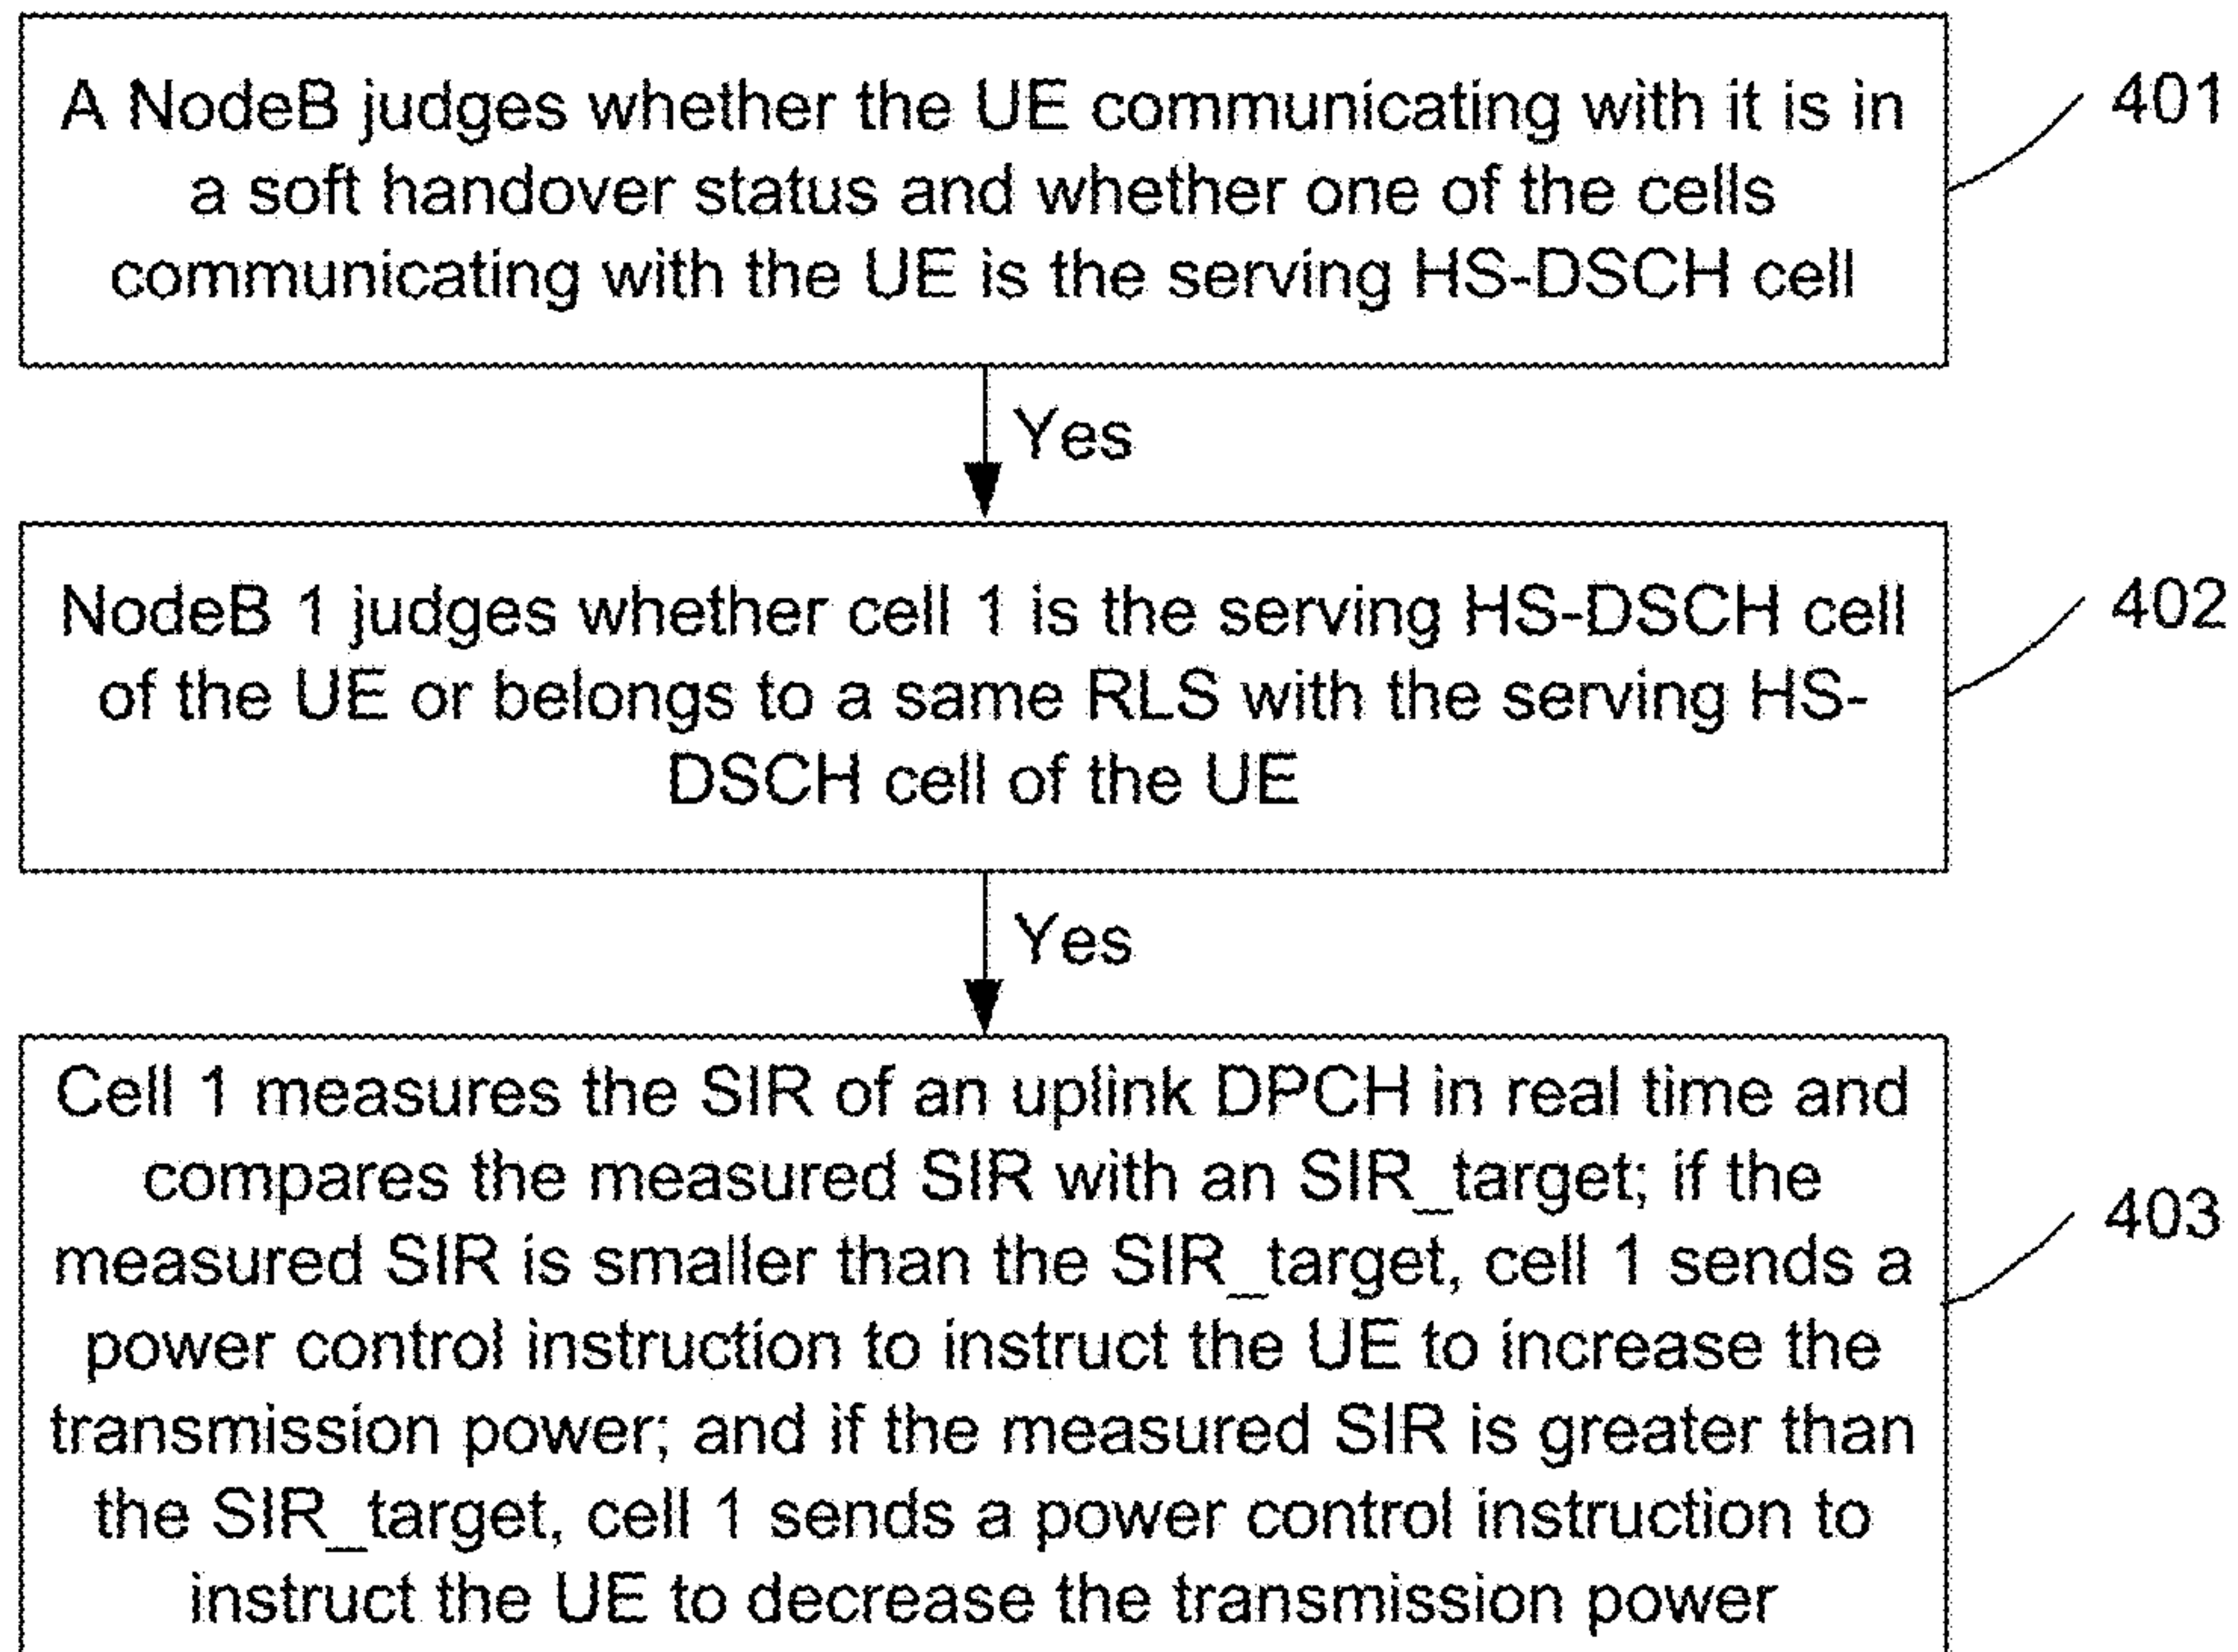 A NodeB judges whether the UE communicating with it is in
a soft handover status and whether one of the cells
communicating with the UE is the serving HS-DSCH cell
401
Yes
NodeB 1 judges whether cell 1 is the serving HS-DSCH cell
of the UE or belongs to a same RLS with the serving HS-
DSCH cell of the UE
402
Yes
Cell 1 measures the SIR of an uplink DPCH in real time and
compares the measured SIR with an SIR_target; if the
measured SIR is smaller than the SIR_target, cell 1 sends a
power control instruction to instruct the UE to increase the
transmission power; and if the measured SIR is greater than
the SIR_target, cell 1 sends a power control instruction to
instruct the UE to decrease the transmission power
403